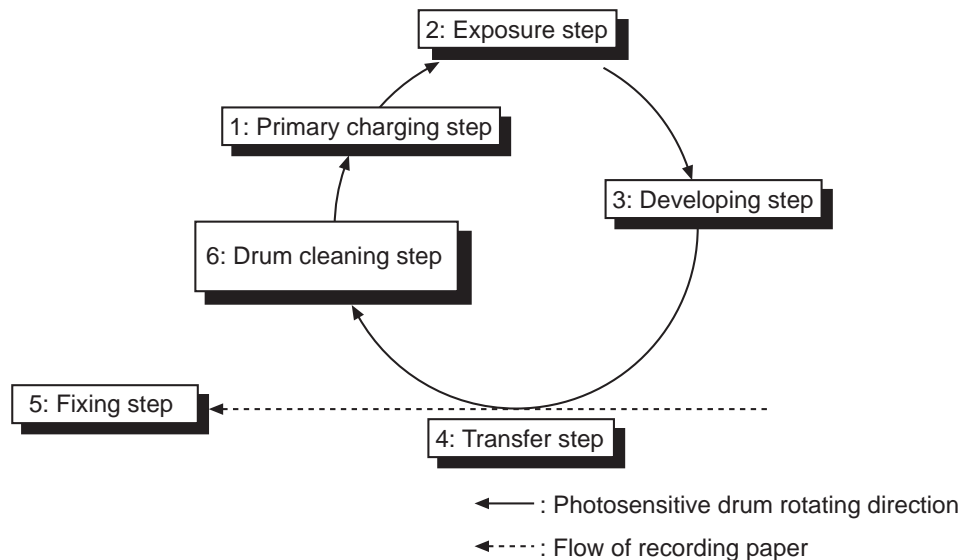 2: Exposure step
1: Primary charging step
3: Developing step
6: Drum cleaning step
5: Fixing step
4: Transfer step
: Photosensitive drum rotating direction
: Flow of recording paper